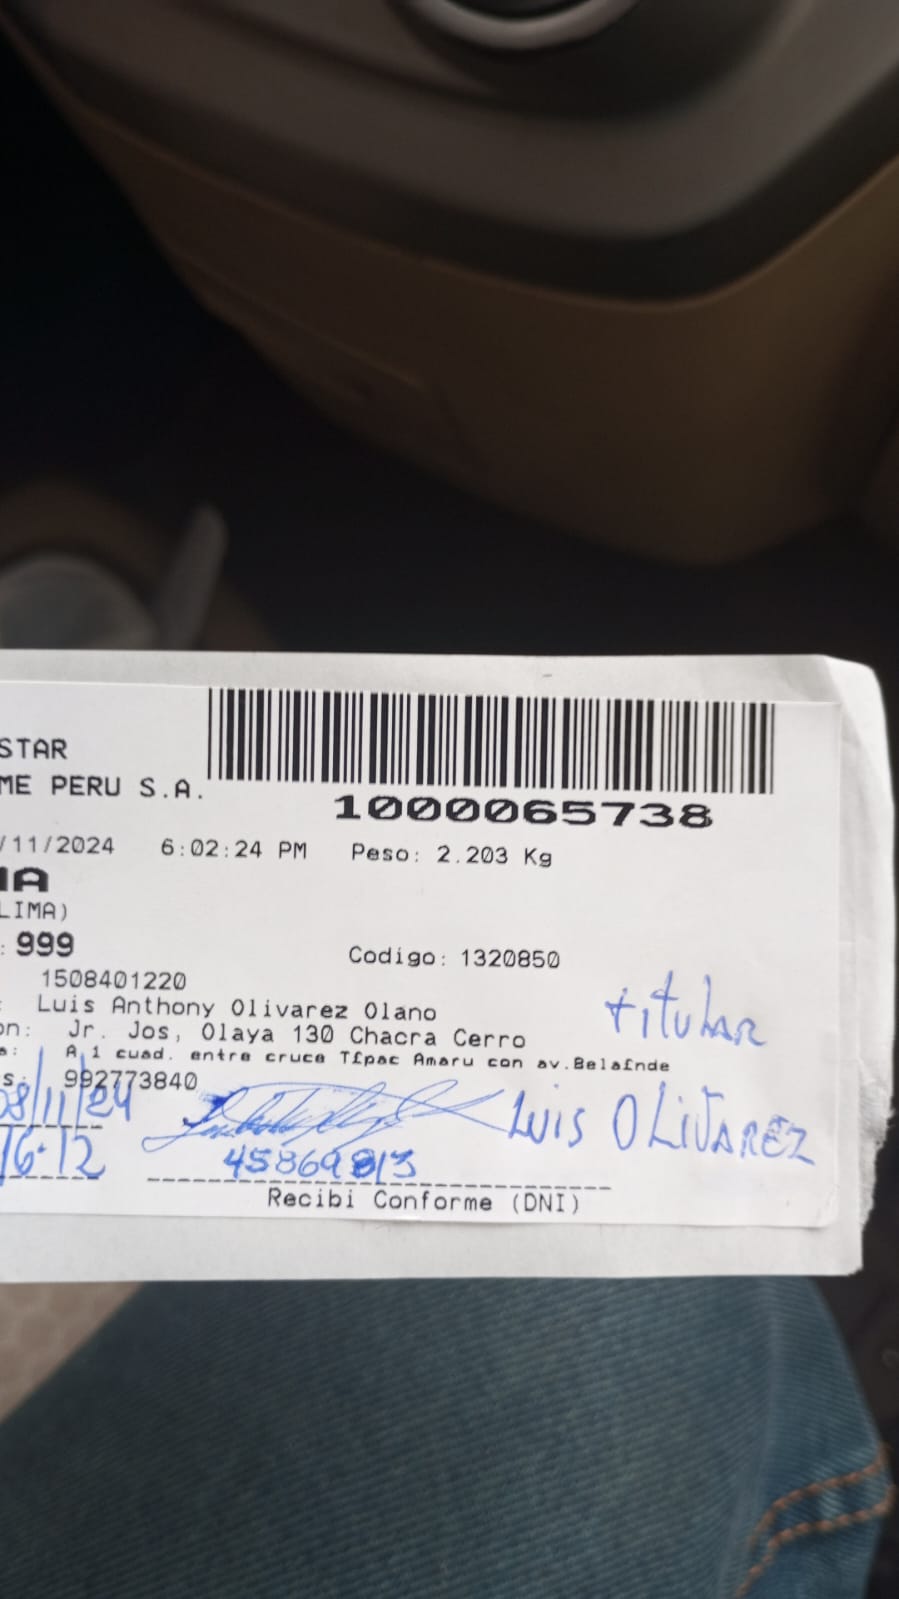 STAR
ME PERU S.A.
1000065738
/11/2024 6:02:24 PM Peso: 2.203 Kg
IA
LIMA)
: 999 Codigo: 1320850
1508401220
: Luis Anthony Olivarez Olano
on: Jr. Jos, Olaya 130 Chacra Cerro
a: A 1 cuad. entre cruce Tfpac Amaru con av.Belafnde
s: 992773840
titular
08/11/24
Luis OLiVAREZ
16.12
45869813
Recibi Conforme (DNI)